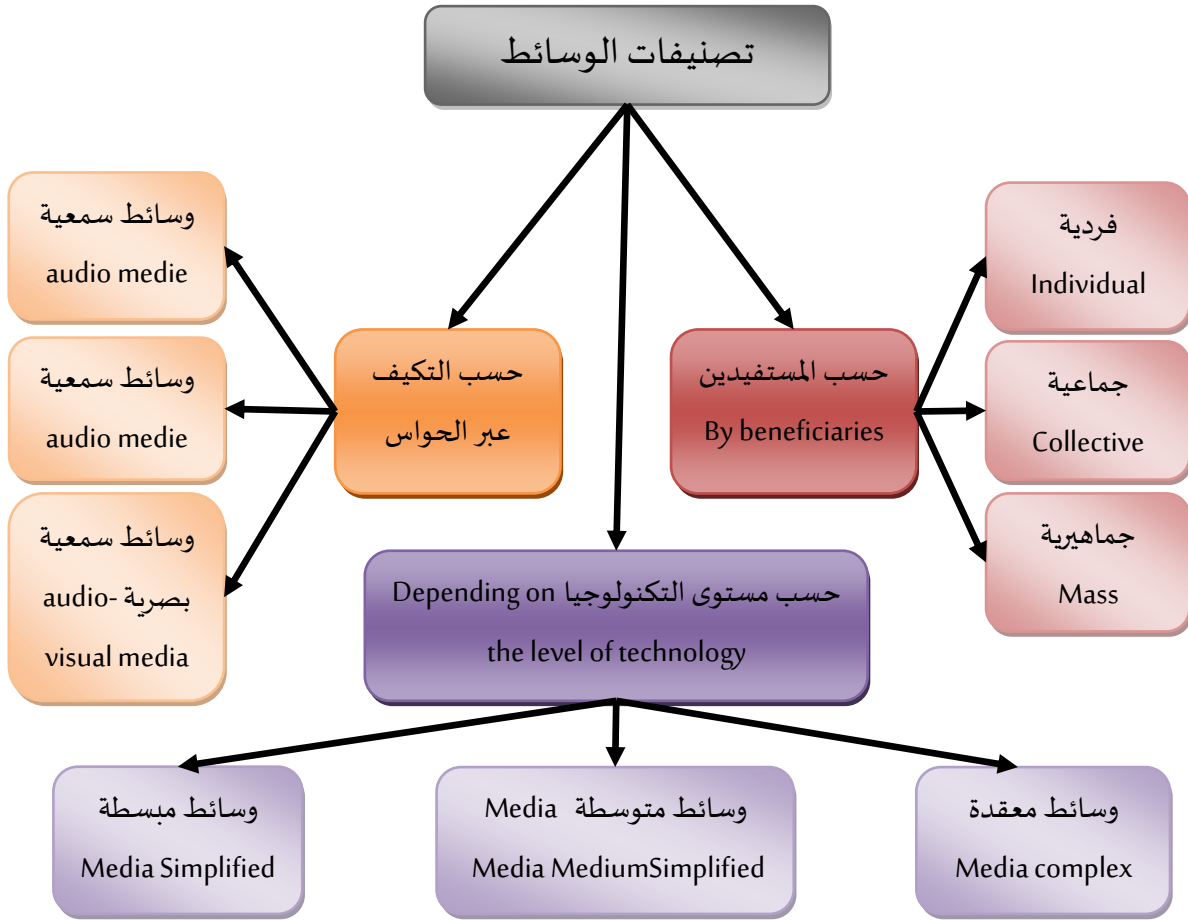 تصنيفات الوسائط
فردية
Individual
جماعية
Collective
جماهيرية
Mass
حسب المستفيدين
By beneficiaries
حسب التكيف
عبر الحواس
وسائط سمعية
audio medie
وسائط سمعية
audio medie
وسائط سمعية
بصرية audio-
visual media
حسب مستوى التكنولوجيا Depending on
the level of technology
وسائط معقدة
Media complex
وسائط متوسطة Media
Media MediumSimplified
وسائط مبسطة
Media Simplified